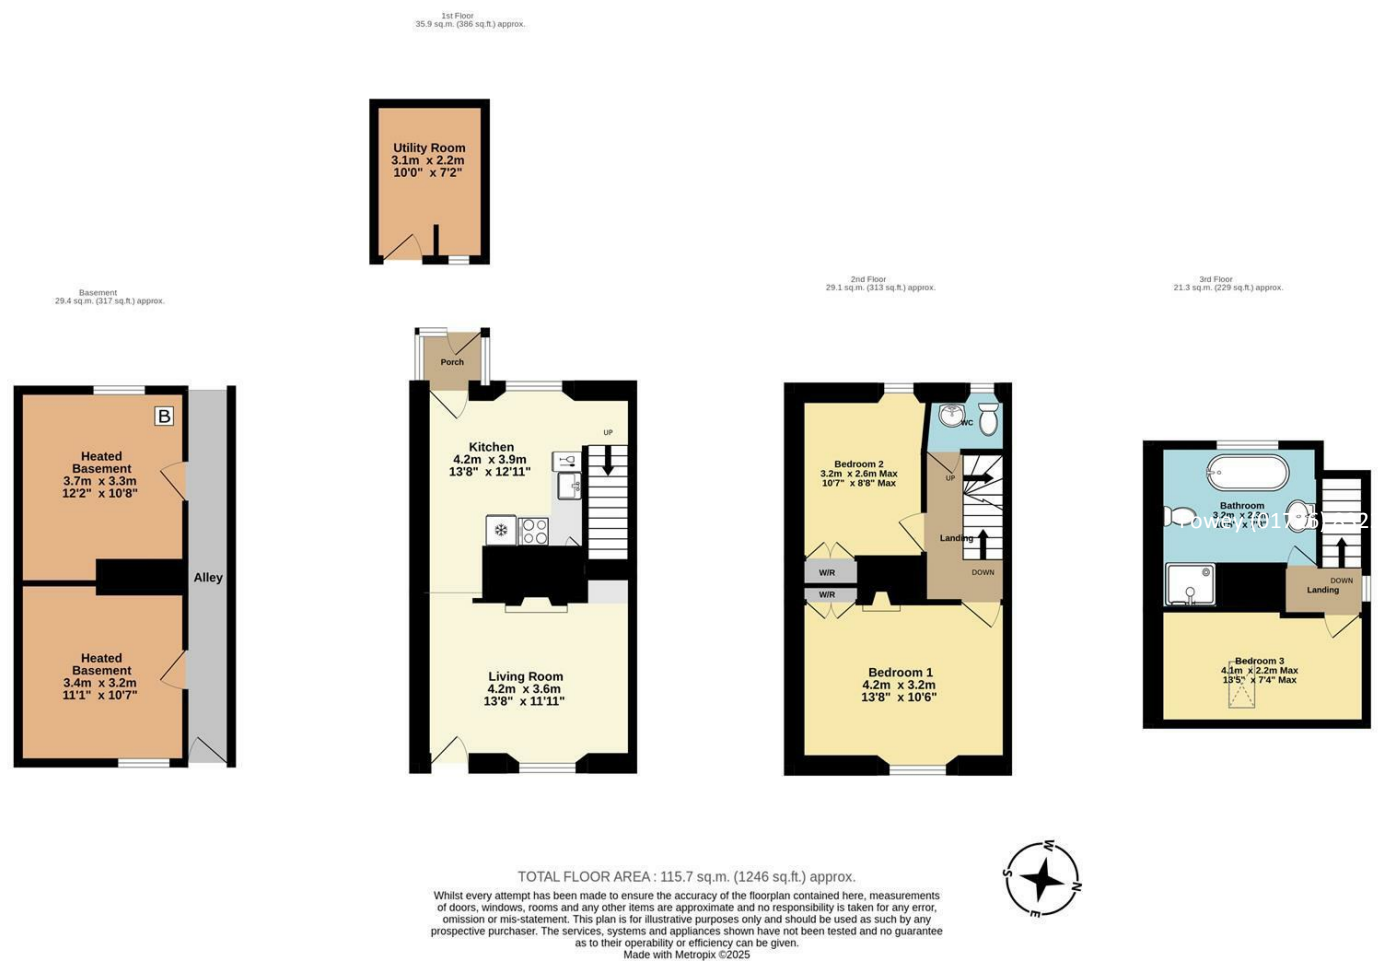 1st Floor
35.9 sq.m. (386 sq.ft.) approx.
Utility Room
3.1m x 2.2m
10'0" x 7'2"
Basement
29.4 sq.m. (317 sq.ft.) approx.
2nd Floor
29.1 sq.m. (313 sq.ft.) approx.
3rd Floor
21.3 sq.m. (229 sq.ft.) approx.
Porch
B
Heated
Basement
3.7m x 3.3m
12'2" x 10'8"
Alley
Heated
Basement
3.4m x 3.2m
11'1" x 10'7"
UP
Kitchen
4.2m x 3.9m
13'8" x 12'11"
Living Room
4.2m x 3.6m
13'8" x 11'11"
WC
Bedroom 2
3.2m x 2.6m Max
10'7" x 8'8" Max
UP
Landing
DOWN
W/R
W/R
Bedroom 1
4.2m x 3.2m
13'8" x 10'6"
Bathroom
DOWN
Landing
Bedroom 3
4.1m x 2.2m Max
13'5" x 7'4" Max
W
S
N
E
TOTAL FLOOR AREA : 115.7 sq.m. (1246 sq.ft.) approx.
Whilst every attempt has been made to ensure the accuracy of the floorplan contained here, measurements
of doors, windows, rooms and any other items are approximate and no responsibility is taken for any error,
omission or mis-statement. This plan is for illustrative purposes only and should be used as such by any
prospective purchaser. The services, systems and appliances shown have not been tested and no guarantee
as to their operability or efficiency can be given.
Made with Metropix ©2025